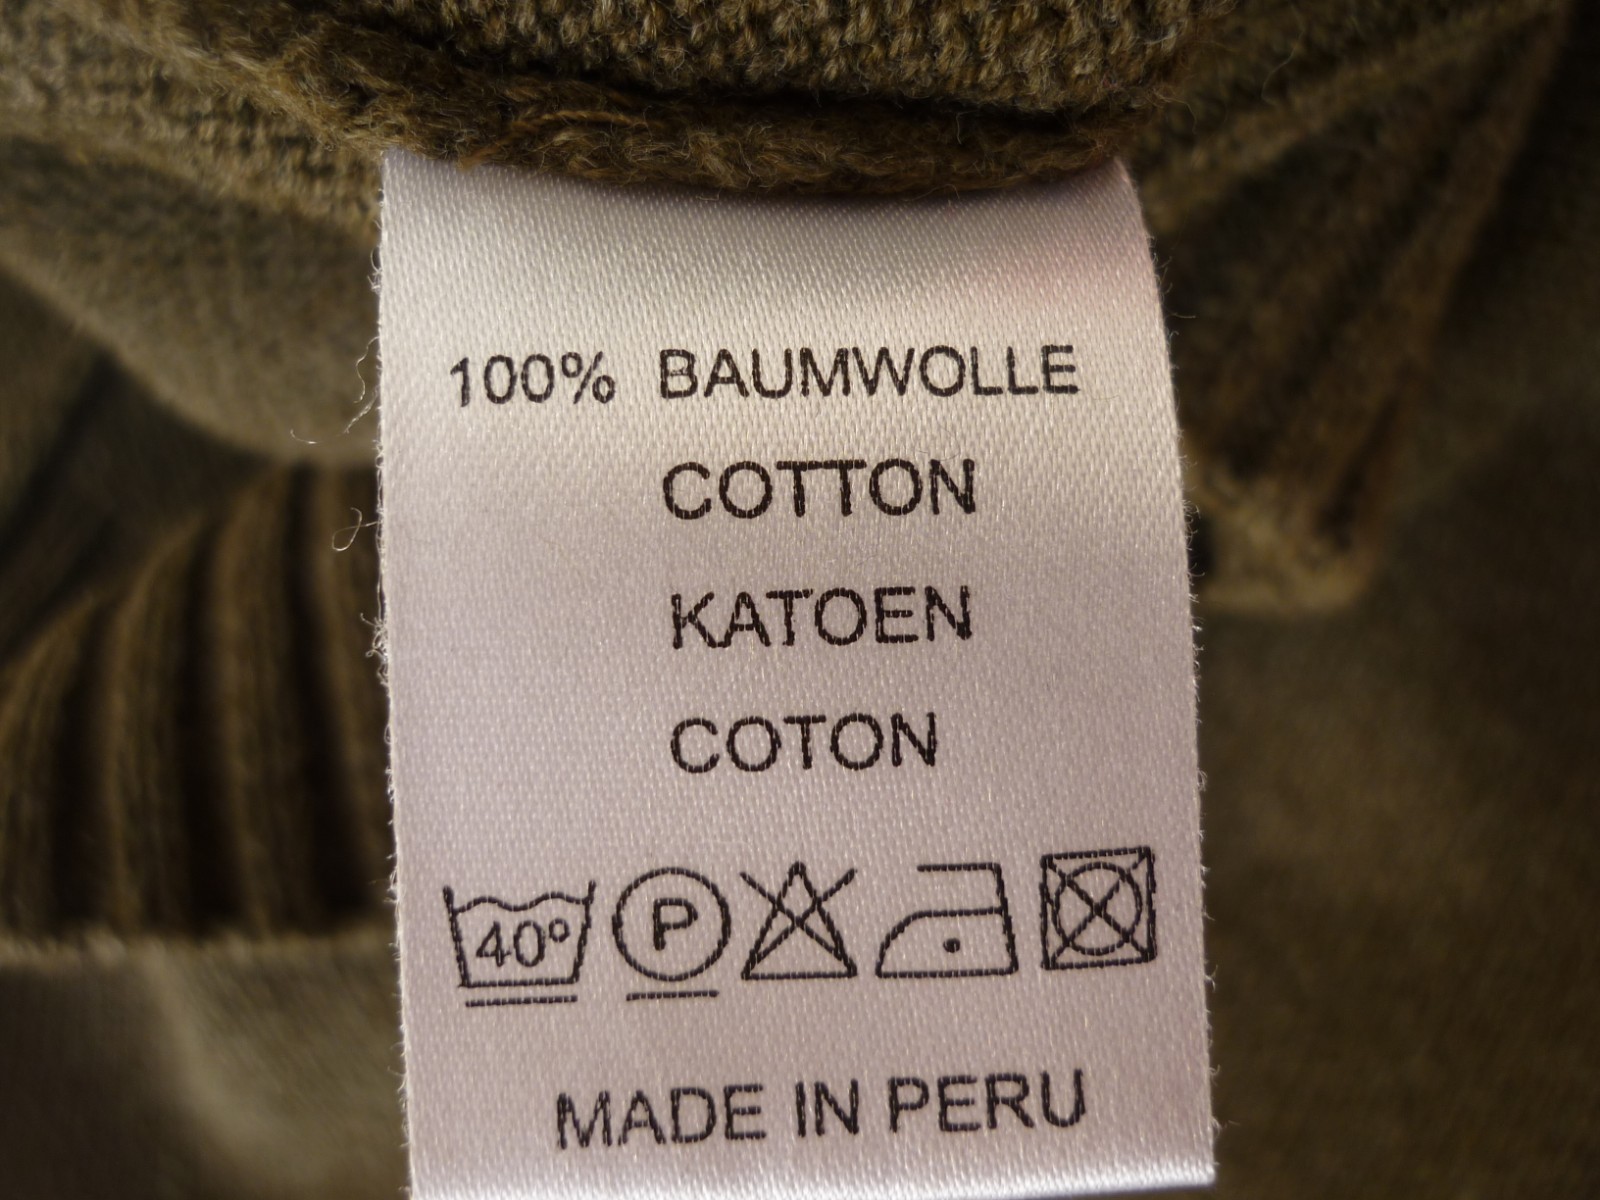 100% BAUMWOLLE
COTTON
KATOEN
COTON
40° P
MADE IN PERU